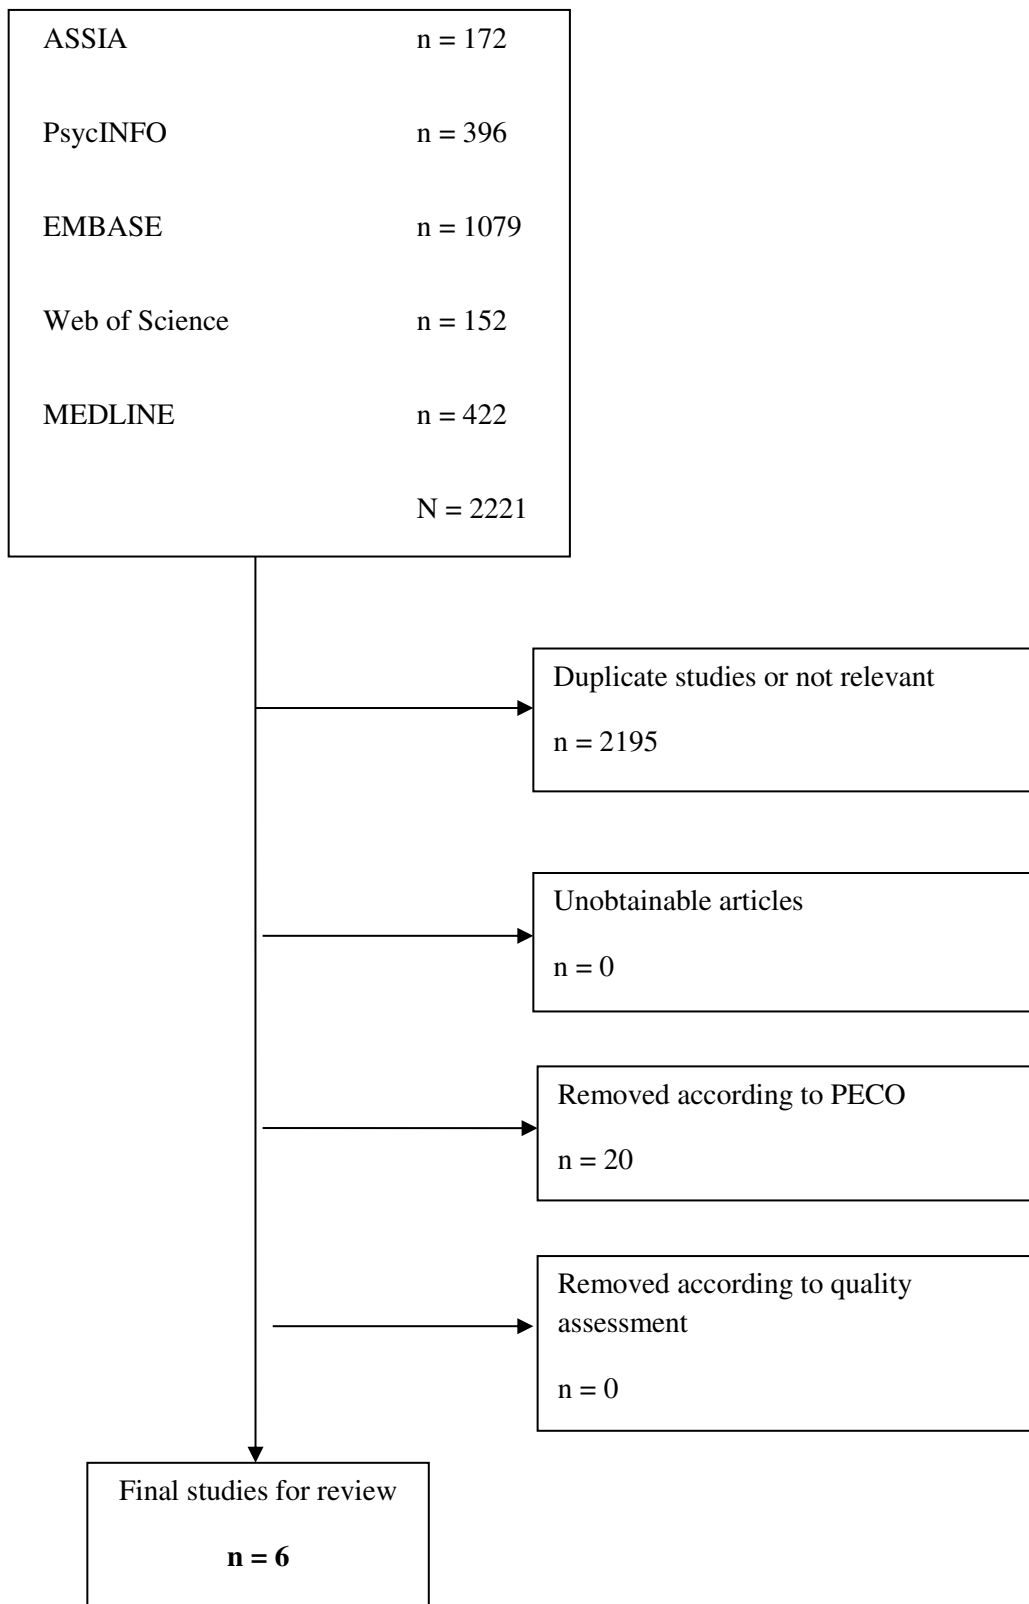 ASSIA n = 172
PsycINFO n = 396
EMBASE n = 1079
Web of Science n = 152
MEDLINE n = 422
N = 2221
Duplicate studies or not relevant
n = 2195
Unobtainable articles
n = 0
Removed according to PECO
n = 20
Removed according to quality
assessment
n = 0
Final studies for review
n = 6